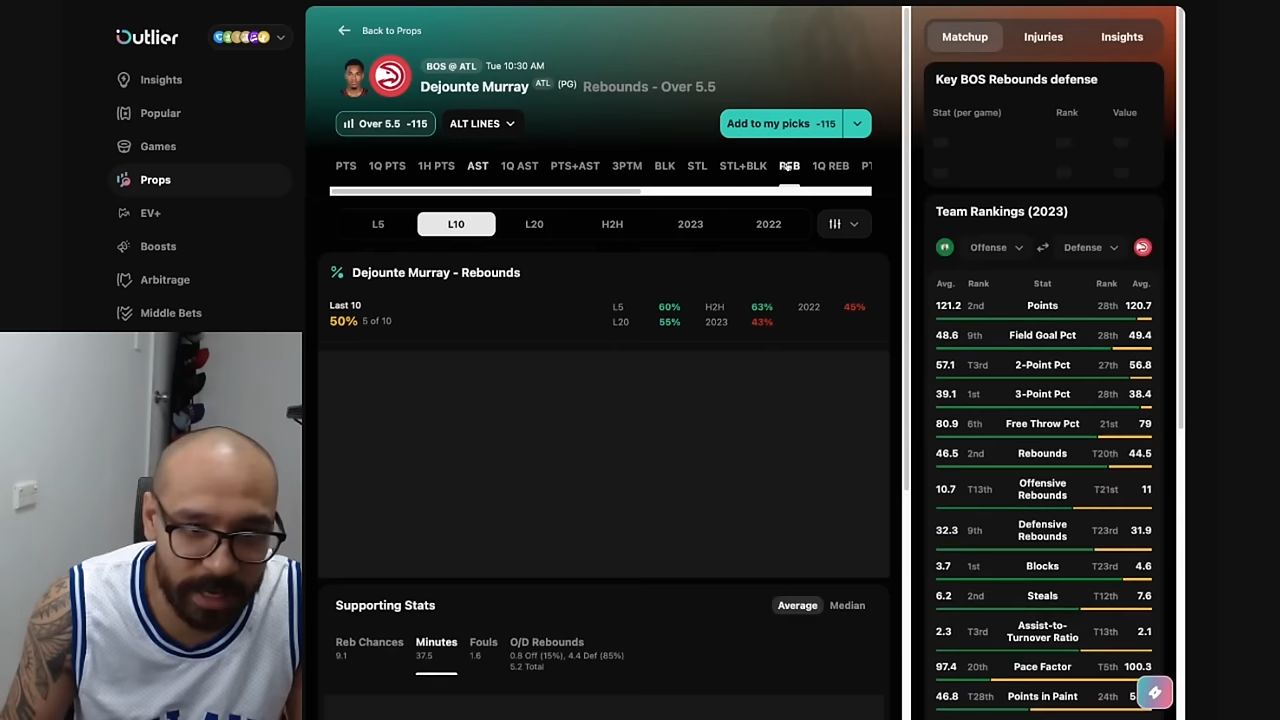 Outlier
Insights
Popular
Games
Props
EV+
Boosts
Arbitrage
Middle Bets
Back to Props
BOS @ ATL Tue 10:30 AM
Dejounte Murray ATL (PG) Rebounds - Over 5.5
Over 5.5 -115
ALT LINES
Add to my picks -115
PTS 1Q PTS 1H PTS AST 1Q AST PTS+AST 3PTM BLK STL STL+BLK REB 1Q REB
L5 L10 L20 H2H 2023 2022
Dejounte Murray - Rebounds
Last 10
50% 5 of 10
L5 60% H2H 63% 2022 45%
L20 55% 2023 43%
Supporting Stats
Average Median
Reb Chances Minutes Fouls O/D Rebounds
9.1 37.5 1.6 0.8 Off (15%), 4.4 Def (85%)
5.2 Total
Matchup Injuries Insights
Key BOS Rebounds defense
Stat (per game) Rank Value
Team Rankings (2023)
Offense Defense
Avg. Rank Stat Rank Avg.
121.2 2nd Points 28th 120.7
48.6 9th Field Goal Pct 28th 49.4
57.1 T3rd 2-Point Pct 27th 56.8
39.1 1st 3-Point Pct 28th 38.4
80.9 6th Free Throw Pct 21st 79
46.5 2nd Rebounds T20th 44.5
10.7 T13th Offensive Rebounds T21st 11
32.3 9th Defensive Rebounds T23rd 31.9
3.7 1st Blocks T23rd 4.6
6.2 2nd Steals T12th 7.6
2.3 T3rd Assist-to-Turnover Ratio T13th 2.1
97.4 20th Pace Factor T5th 100.3
46.8 T28th Points in Paint 24th